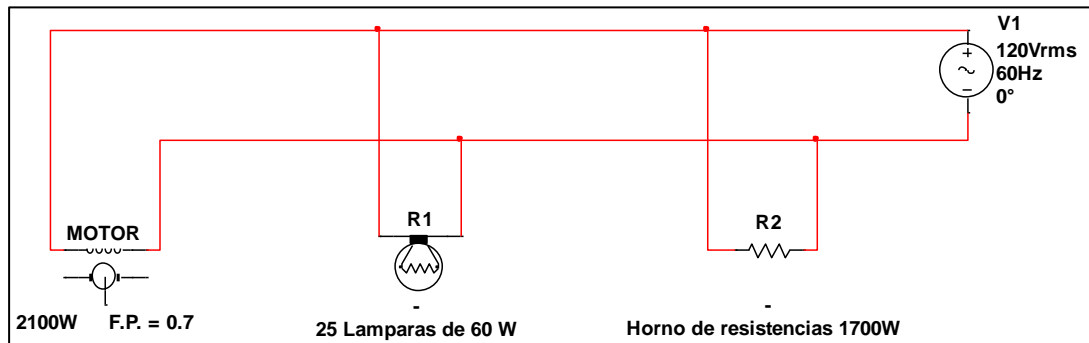 V1
120Vrms
60Hz
0°
MOTOR
2100W F.P. = 0.7
R1
-
25 Lamparas de 60 W
R2
-
Horno de resistencias 1700W